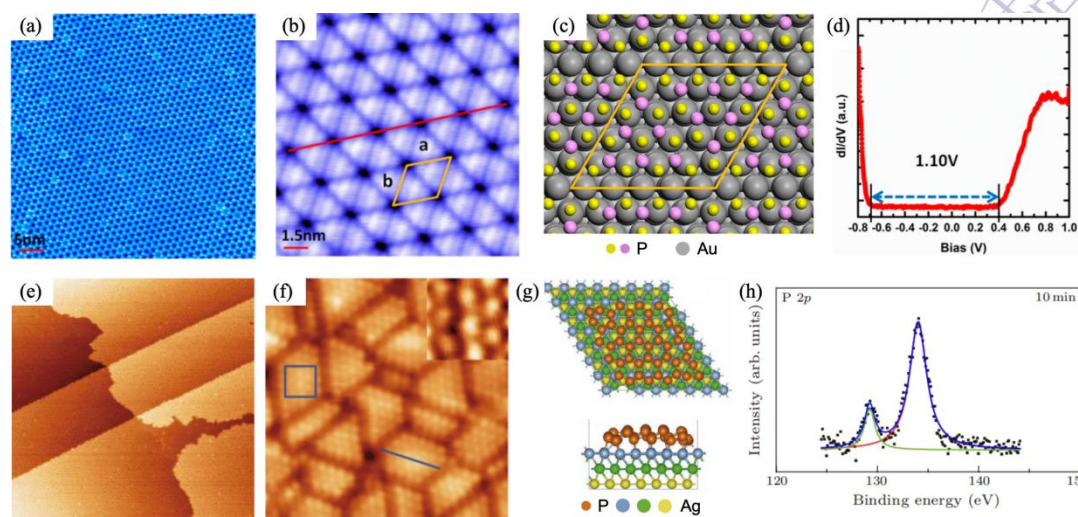 (a)
5nm
(b)
a
b
1.5nm
(c)
P Au
(d)
dI/dV (a.u.)
1.10V
-0.8 -0.6 -0.4 -0.2 0.0 0.2 0.4 0.6 0.8 1.0
Bias (V)
(e)
(f)
(g)
P Ag
(h)
P 2p
10 min
Intensity (arb. units)
120 130 140 15
Binding energy (eV)